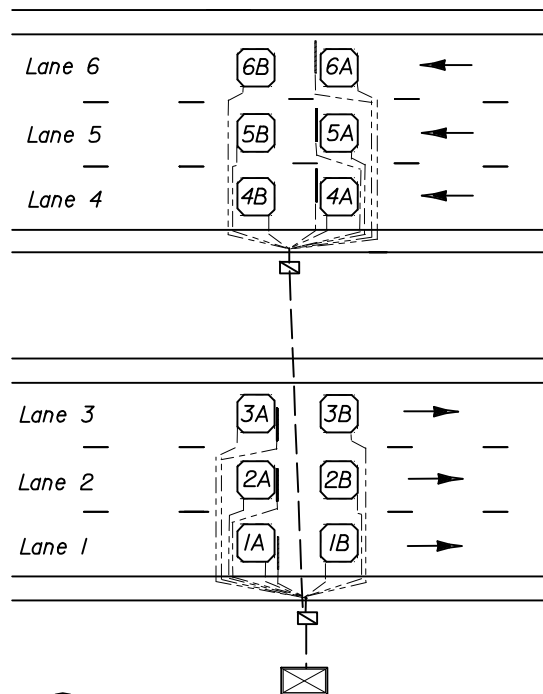 Lane 6 6B 6A
Lane 5 5B 5A
Lane 4 4B 4A
Lane 3 3A 3B
Lane 2 2A 2B
Lane 1 1A 1B